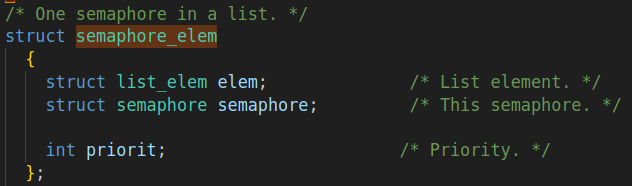 /* One semaphore in a list. */
struct semaphore_elem
{
struct list_elem elem; /* List element. */
struct semaphore semaphore; /* This semaphore. */
int priorit; /* Priority. */
};